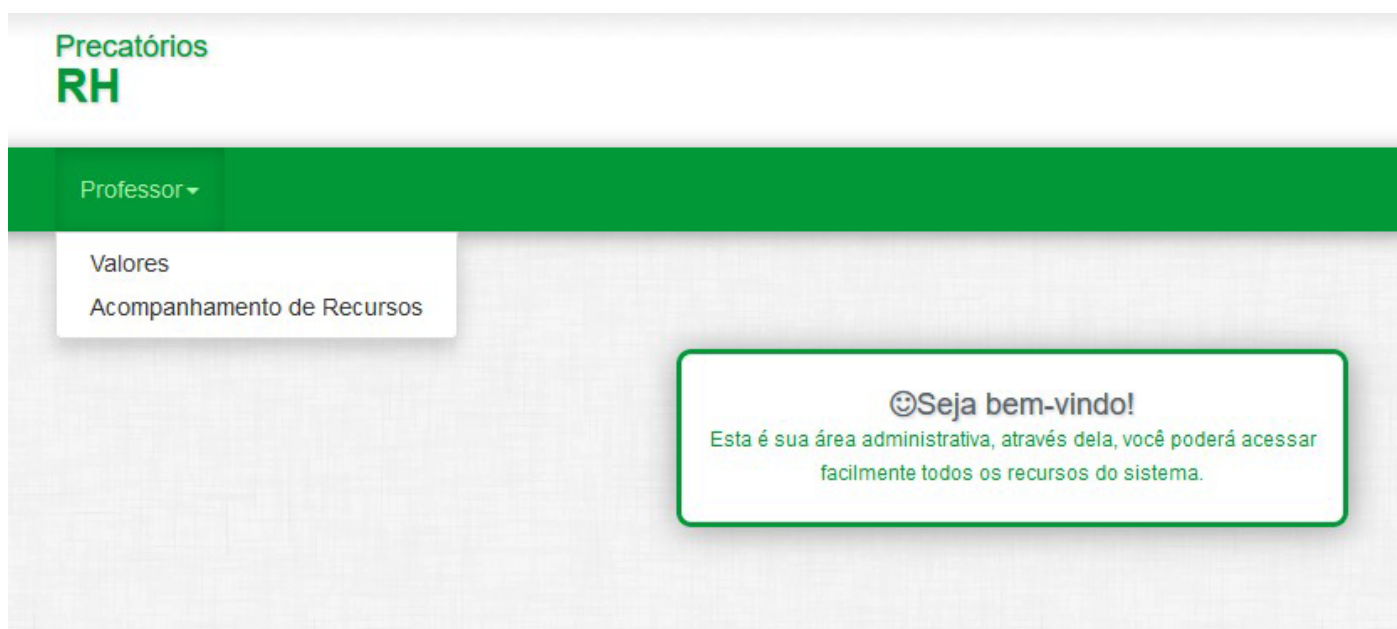 Precatórios
RH
Professor
Valores
Acompanhamento de Recursos
Seja bem-vindo!
Esta é sua área administrativa, através dela, você poderá acessar
facilmente todos os recursos do sistema.